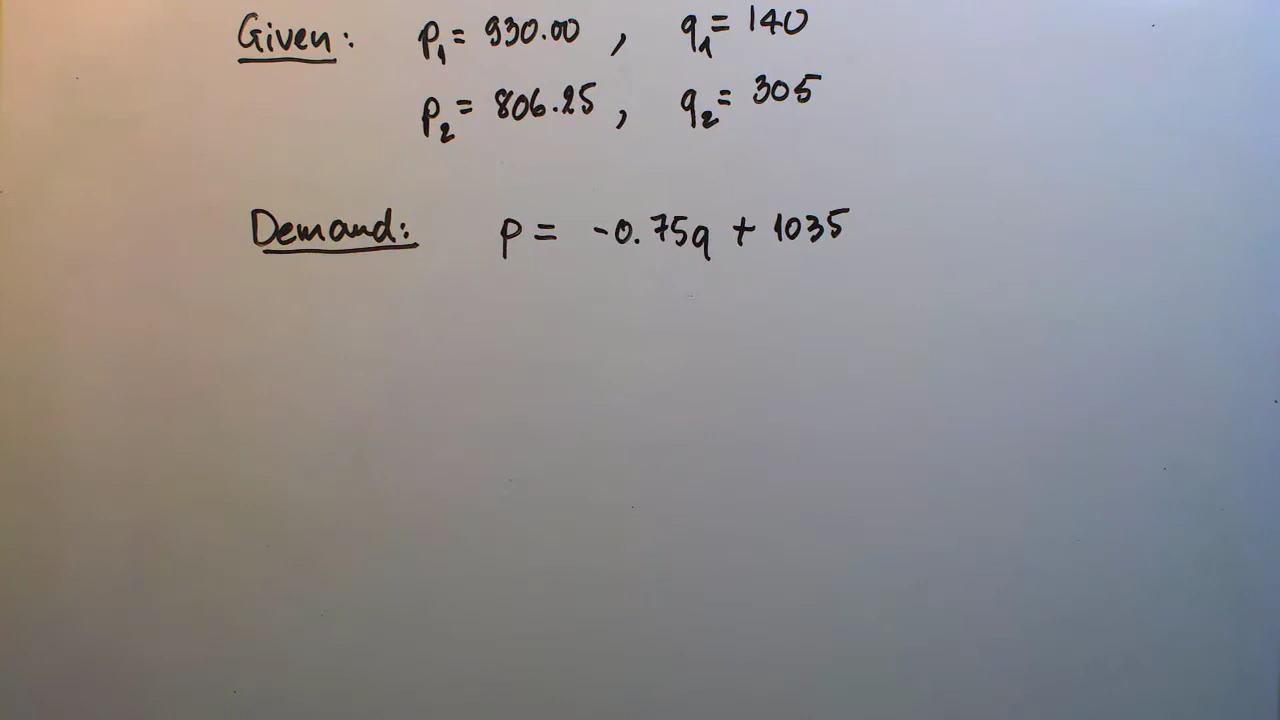 Given: p₁ = 930.00 , q₁ = 140
p₂ = 806.25 , q₂ = 305
Demand: p = -0.75q + 1035